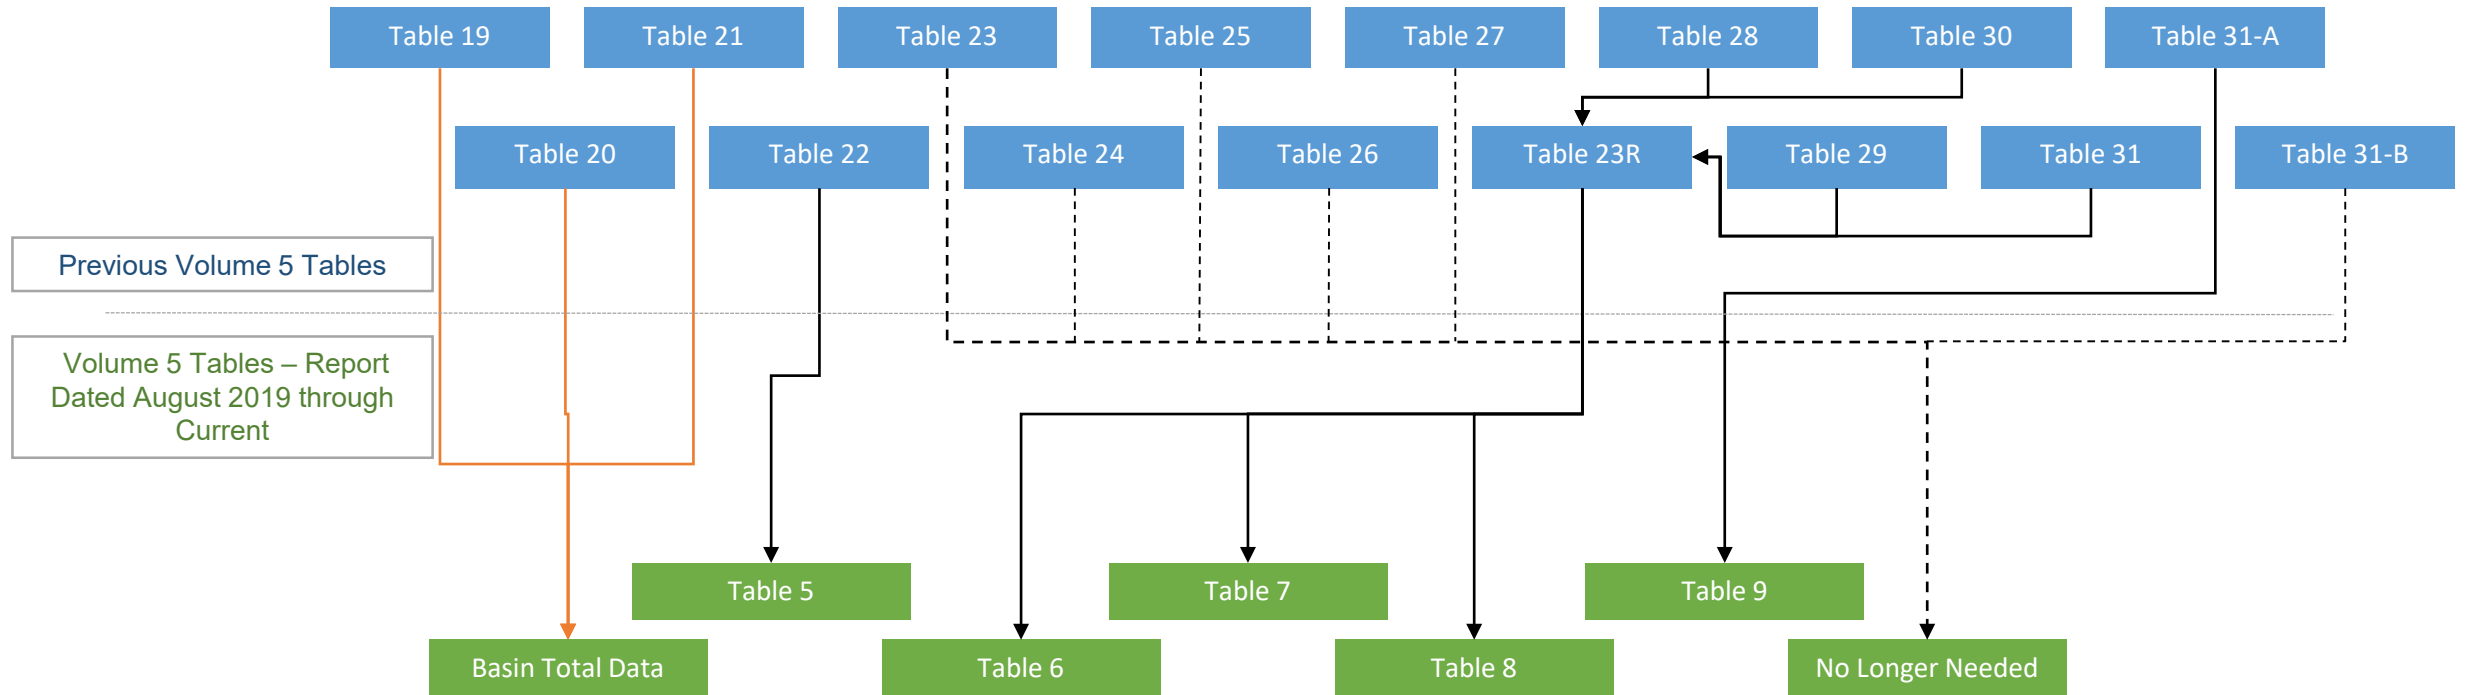 Table 19
Table 21
Table 23
Table 25
Table 27
Table 28
Table 30
Table 31-A
Table 20
Table 22
Table 24
Table 26
Table 23R
Table 29
Table 31
Table 31-B
Previous Volume 5 Tables
Volume 5 Tables – Report
Dated August 2019 through
Current
Table 5
Table 7
Table 9
Basin Total Data
Table 6
Table 8
No Longer Needed